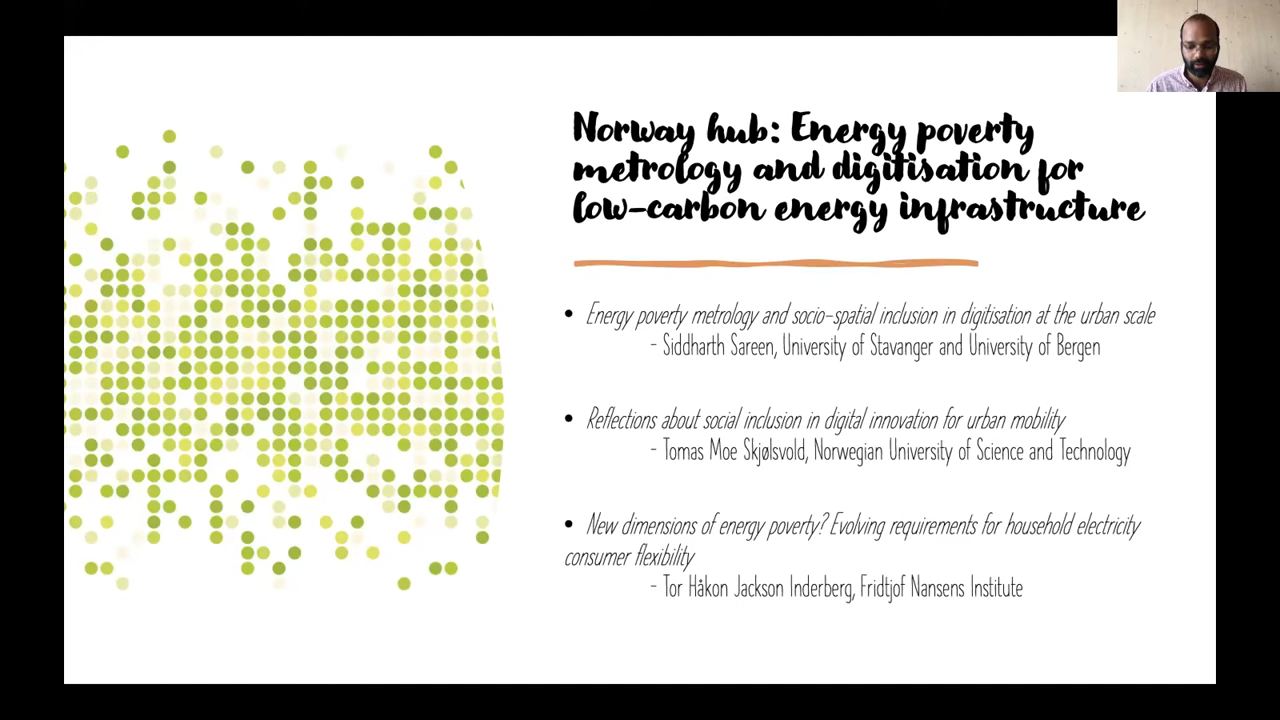 Norway hub: Energy poverty
metrology and digitisation for
low-carbon energy infrastructure
• Energy poverty metrology and socio-spatial inclusion in digitisation at the urban scale
- Siddharth Sareen, University of Stavanger and University of Bergen
• Reflections about social inclusion in digital innovation for urban mobility
- Tomas Moe Skjølsvold, Norwegian University of Science and Technology
• New dimensions of energy poverty? Evolving requirements for household electricity
consumer flexibility
- Tor Håkon Jackson Inderberg, Fridtjof Nansens Institute